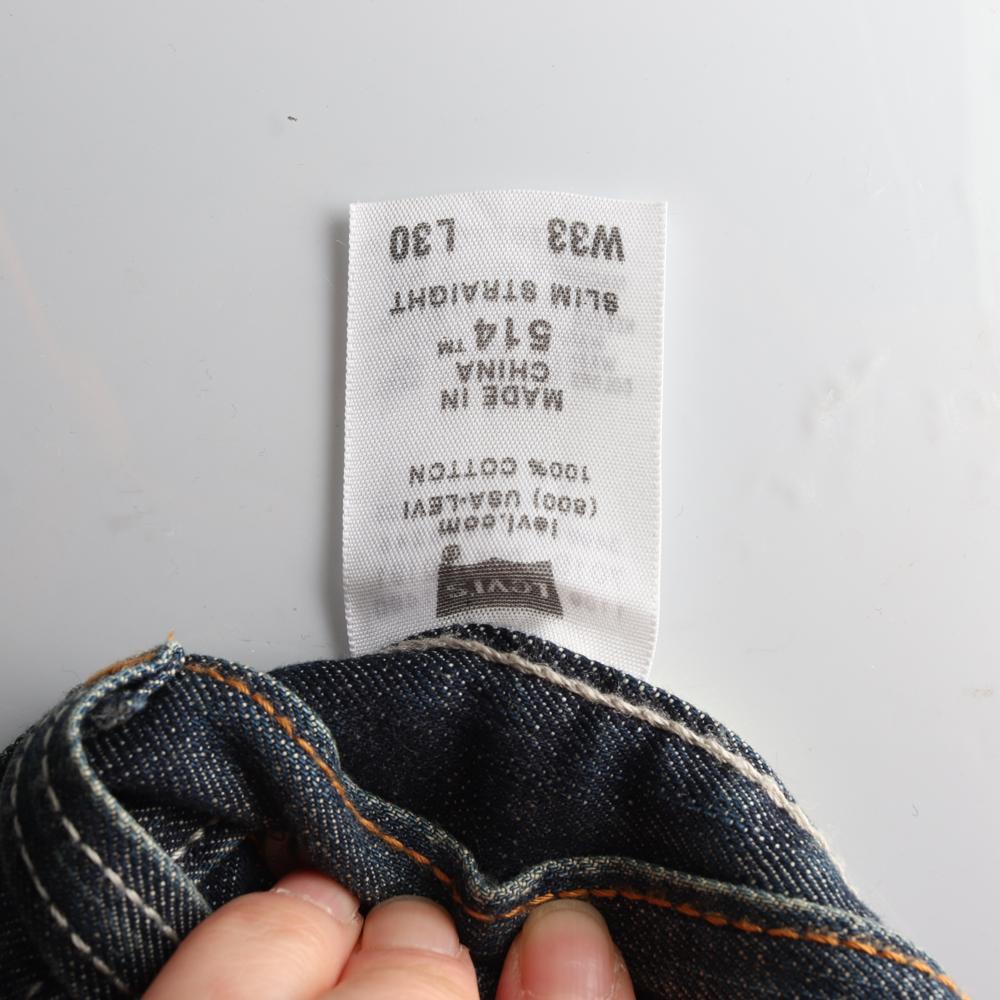 LEVI'S
levi.com
(800) USA-LEVI
100% COTTON
MADE IN
CHINA
514™
SLIM STRAIGHT
W33 L30